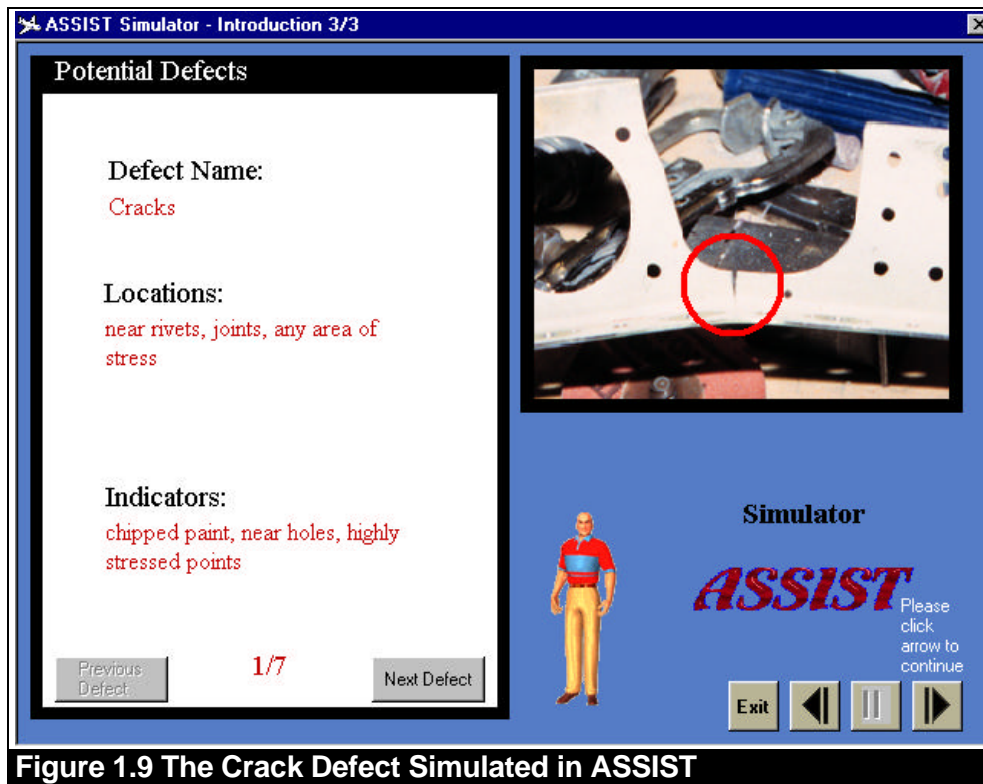 ASSIST Simulator - Introduction 3/3
Potential Defects
Defect Name:
Cracks
Locations:
near rivets, joints, any area of
stress
Indicators:
chipped paint, near holes, highly
stressed points
Previous
Defect
1/7
Next Defect
Simulator
ASSIST
Please
click
arrow to
continue
Exit
Figure 1.9 The Crack Defect Simulated in ASSIST